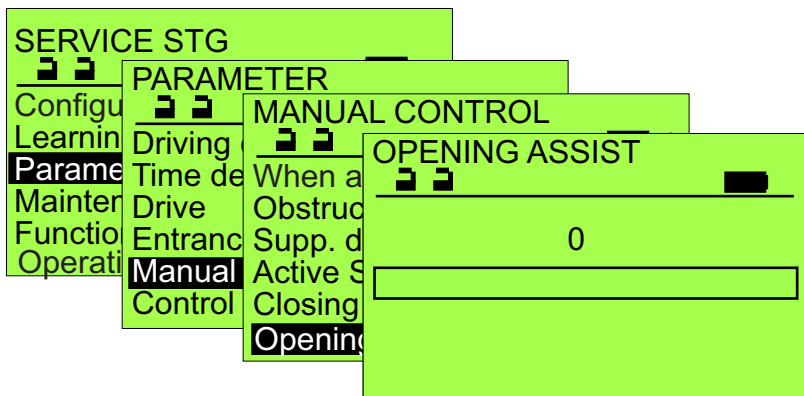 SERVICE STG
Configu
Learnin
Parame
Mainten
Functio
Operati
PARAMETER
Driving
Time de
Drive
Entranc
Manual
Control
MANUAL CONTROL
When a
Obstruc
Supp. d
Active S
Closing
Opening
OPENING ASSIST
0